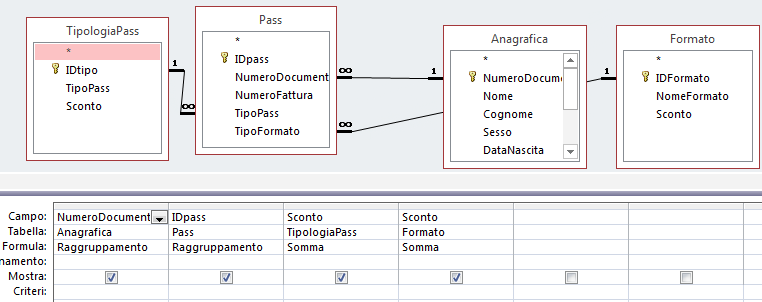 TipologiaPass
*
IDtipo
TipoPass
Sconto
1
∞
Pass
*
IDpass
NumeroDocument
NumeroFattura
TipoPass
TipoFormato
∞
∞
1
Anagrafica
*
NumeroDocume
Nome
Cognome
Sesso
DataNascita
1
Formato
*
IDFormato
NomeFormato
Sconto
Campo: NumeroDocument IDpass Sconto Sconto
Tabella: Anagrafica Pass TipologiaPass Formato
Formula: Raggruppamento Raggruppamento Somma Somma
namento:
Mostra:
Criteri: